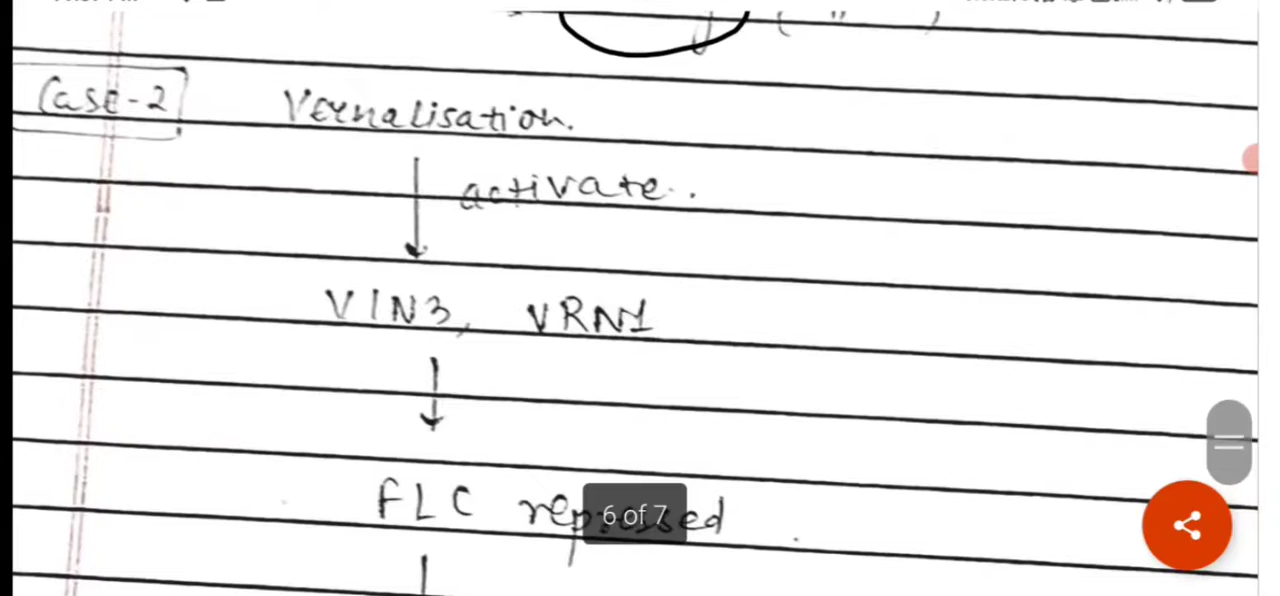 Case-2 Vernalisation.
activate..
VIN3, VRN1
FLC repressed
6 of 7